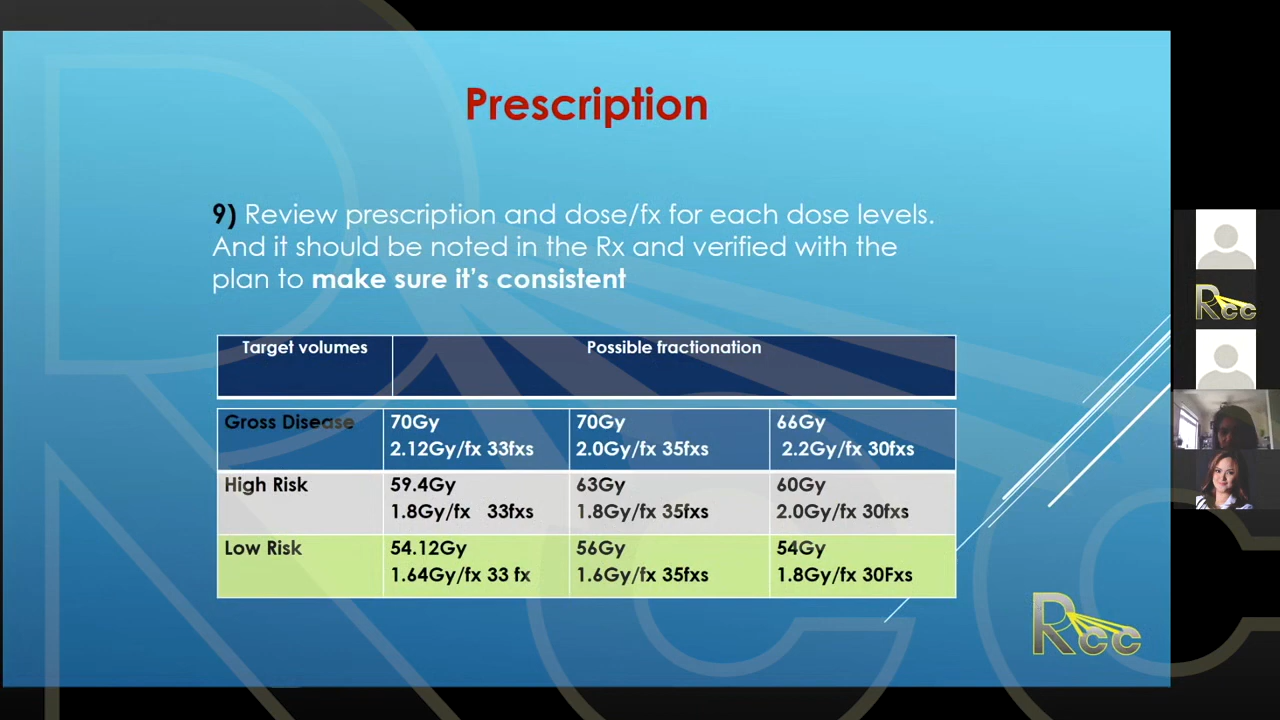 Prescription
9) Review prescription and dose/fx for each dose levels.
And it should be noted in the Rx and verified with the
plan to make sure it's consistent
Target volumes Possible fractionation
Gross Disease 70Gy 70Gy 66Gy
2.12Gy/fx 33fxs 2.0Gy/fx 35fxs 2.2Gy/fx 30fxs
High Risk 59.4Gy 63Gy 60Gy
1.8Gy/fx 33fxs 1.8Gy/fx 35fxs 2.0Gy/fx 30fxs
Low Risk 54.12Gy 56Gy 54Gy
1.64Gy/fx 33 fx 1.6Gy/fx 35fxs 1.8Gy/fx 30Fxs
Rcc
Rcc